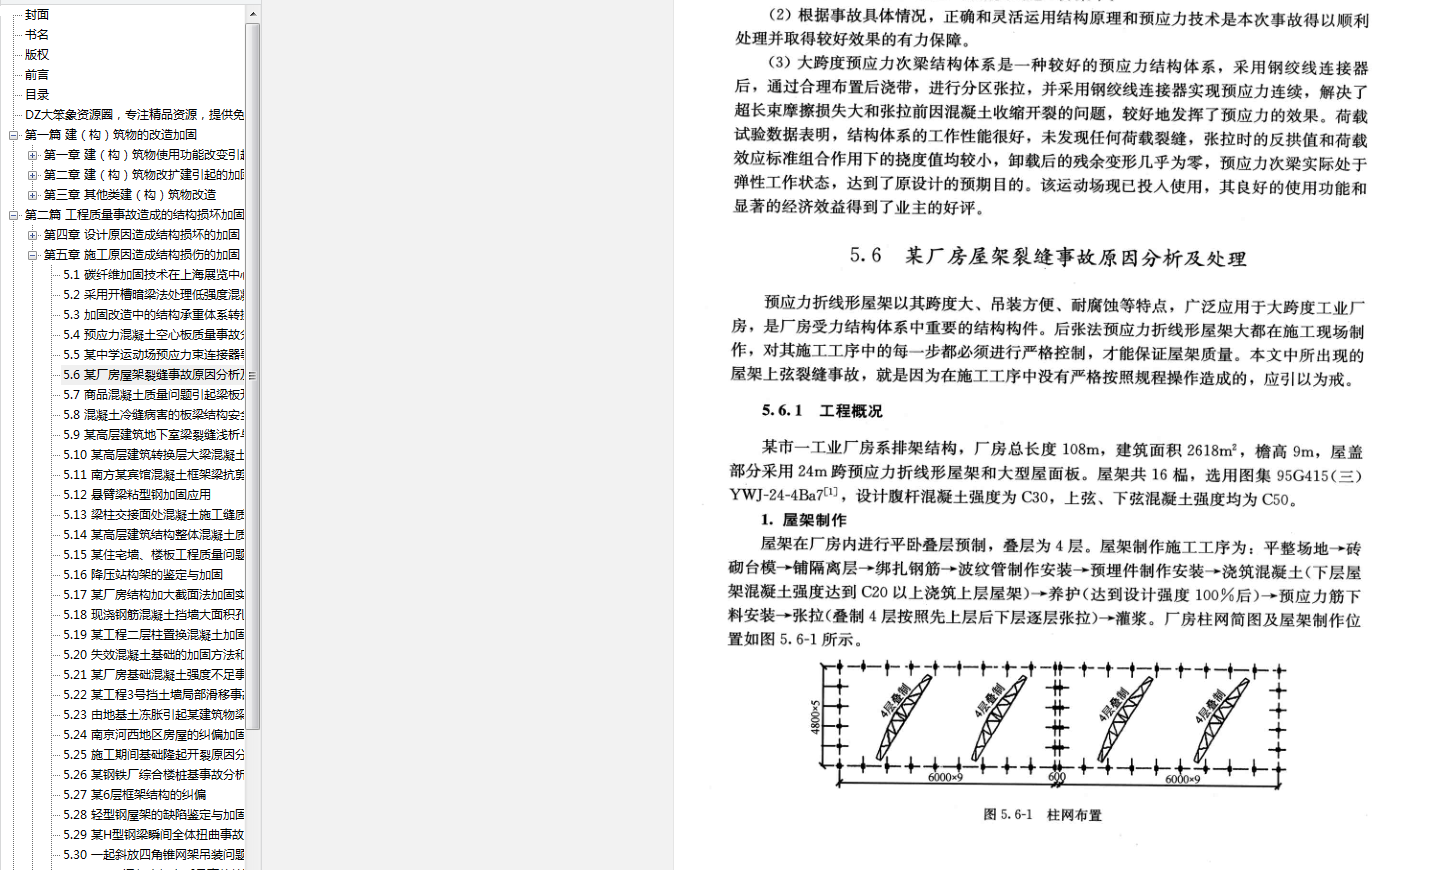 封面
书名
版权
前言
目录
DZ大笨象资源圈，专注精品资源，提供免
第一篇 建（构）筑物的改造加固
第一章 建（构）筑物使用功能改变引起
第二章 建（构）筑物改扩建引起的加固
第三章 其他类建（构）筑物改造
第二篇 工程质量事故造成的结构损坏加固
第四章 设计原因造成结构损坏的加固
第五章 施工原因造成结构损伤的加固
5.1 碳纤维加固技术在上海展览中心
5.2 采用开槽暗梁法处理低强度混凝
5.3 加固改造中的结构承重体系转换
5.4 预应力混凝土空心板质量事故分
5.5 某中学运动场预应力束连接器事
5.6 某厂房屋架裂缝事故原因分析及
5.7 商品混凝土质量问题引起梁板开
5.8 混凝土冷缝病害的板梁结构安全
5.9 某高层建筑地下室梁裂缝浅析与
5.10 某高层建筑转换层大梁混凝土
5.11 南方某宾馆混凝土框架梁抗剪
5.12 悬臂梁粘型钢加固应用
5.13 梁柱交接面处混凝土施工缝质
5.14 某高层建筑结构整体混凝土质
5.15 某住宅墙、楼板工程质量问题
5.16 降压站构架的鉴定与加固
5.17 某厂房结构加大截面法加固实
5.18 现浇钢筋混凝土挡墙大面积孔
5.19 某工程二层柱置换混凝土加固
5.20 失效混凝土基础的加固方法和
5.21 某厂房基础混凝土强度不足事
5.22 某工程3号挡土墙局部滑移事故
5.23 由地基土冻胀引起某建筑物梁
5.24 南京河西地区房屋的纠偏加固
5.25 施工期间基础隆起开裂原因分
5.26 某钢铁厂综合楼桩基事故分析
5.27 某6层框架结构的纠偏
5.28 轻型钢屋架的缺陷鉴定与加固
5.29 某H型钢梁瞬间全体扭曲事故
5.30 一起斜放四角锥网架吊装问题
（2）根据事故具体情况，正确和灵活运用结构原理和预应力技术是本次事故得以顺利
处理并取得较好效果的有力保障。
（3）大跨度预应力次梁结构体系是一种较好的预应力结构体系，采用钢绞线连接器
后，通过合理布置后浇带，进行分区张拉，并采用钢绞线连接器实现预应力连续，解决了
超长束摩擦损失大和张拉前因混凝土收缩开裂的问题，较好地发挥了预应力的效果。荷载
试验数据表明，结构体系的工作性能很好，未发现任何荷载裂缝，张拉时的反拱值和荷载
效应标准组合作用下的挠度值均较小，卸载后的残余变形几乎为零，预应力次梁实际处于
弹性工作状态，达到了原设计的预期目的。该运动场现已投入使用，其良好的使用功能和
显著的经济效益得到了业主的好评。
5.6 某厂房屋架裂缝事故原因分析及处理
预应力折线形屋架以其跨度大、吊装方便、耐腐蚀等特点，广泛应用于大跨度工业厂
房，是厂房受力结构体系中重要的结构构件。后张法预应力折线形屋架大都在施工现场制
作，对其施工工序中的每一步都必须进行严格控制，才能保证屋架质量。本文中所出现的
屋架上弦裂缝事故，就是因为在施工工序中没有严格按照规程操作造成的，应引以为戒。
5.6.1 工程概况
某市一工业厂房系排架结构，厂房总长度 108m，建筑面积 2618m²，檐高 9m，屋盖
部分采用 24m 跨预应力折线形屋架和大型屋面板。屋架共 16 榀，选用图集 95G415(三)
YWJ-24-4Ba7[1]，设计腹杆混凝土强度为 C30，上弦、下弦混凝土强度均为 C50。
1. 屋架制作
屋架在厂房内进行平卧叠层预制，叠层为 4 层。屋架制作施工工序为：平整场地→砖
砌台模→铺隔离层→绑扎钢筋→波纹管制作安装→预埋件制作安装→浇筑混凝土(下层屋
架混凝土强度达到 C20 以上浇筑上层屋架)→养护(达到设计强度 100%后)→预应力筋下
料安装→张拉(叠制 4 层按照先上层后下层逐层张拉)→灌浆。厂房柱网简图及屋架制作位
置如图 5.6-1 所示。
4800×5
4层叠制
4层叠制
4层叠制
4层叠制
6000×9
600
6000×9
图 5.6-1 柱网布置